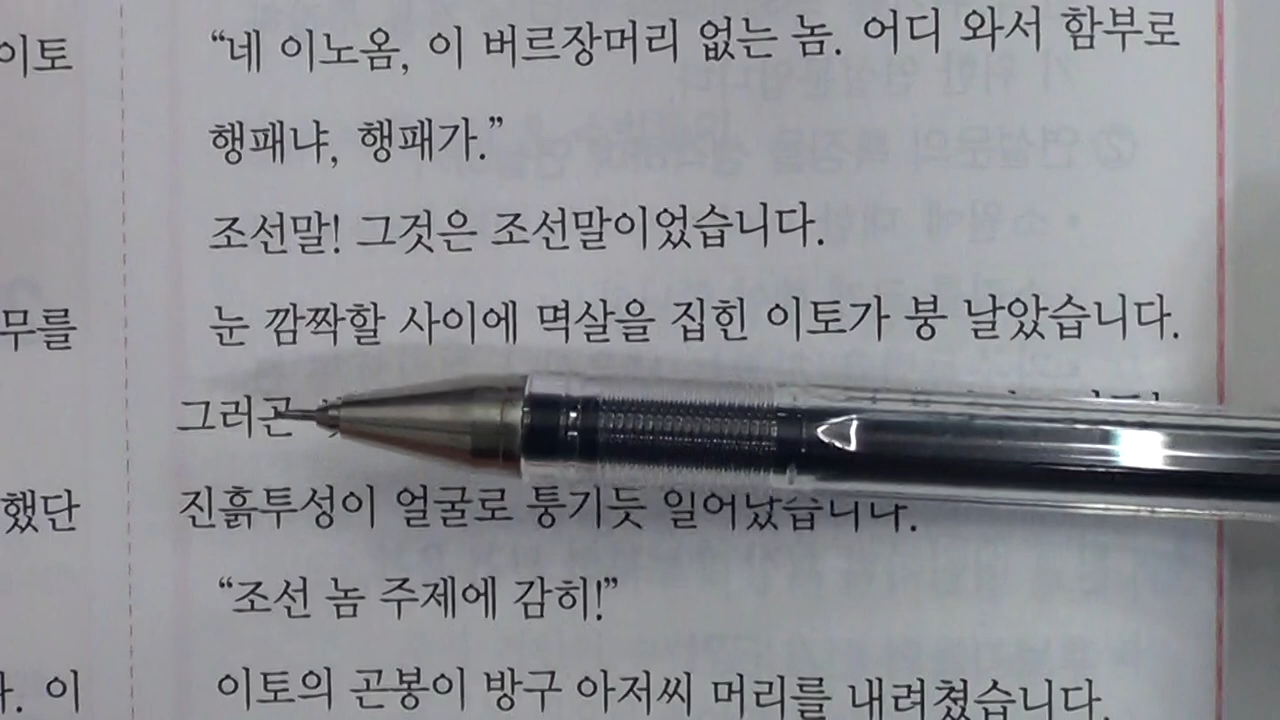 이토
"네 이노옴, 이 버르장머리 없는 놈. 어디 와서 함부로
행패냐, 행패가."
조선말! 그것은 조선말이었습니다.
무를
눈 깜짝할 사이에 멱살을 집힌 이토가 붕 날았습니다.
그러곤
했단
진흙투성이 얼굴로 퉁기듯 일어났습니다.
"조선 놈 주제에 감히!"
이
이토의 곤봉이 방구 아저씨 머리를 내려쳤습니다.